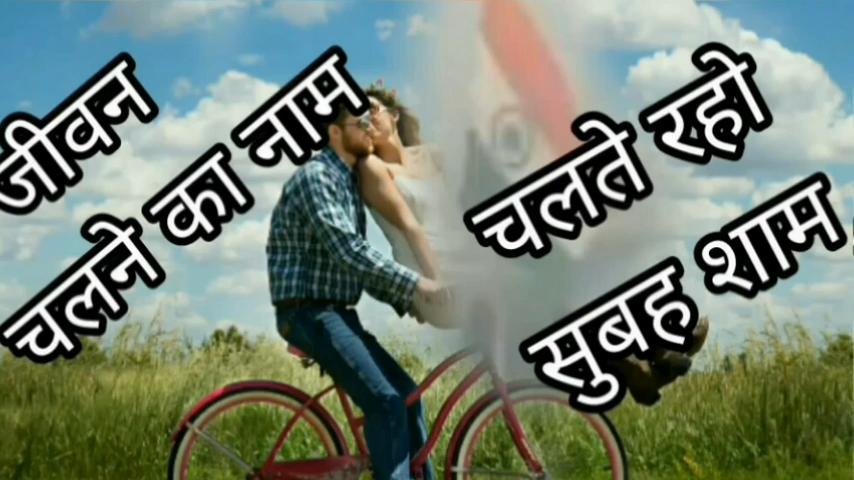 जीवन
चलने का नाम
चलते रहो
सुबह शाम